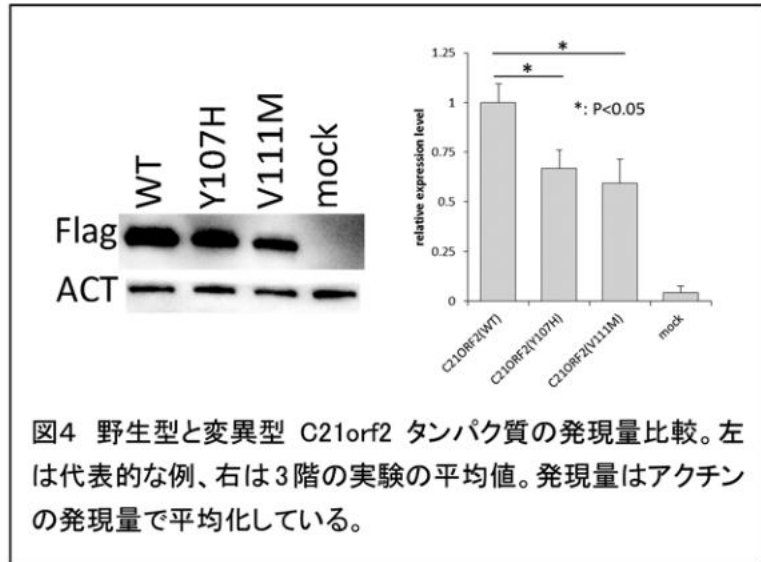 WT
Y107H
V111M
mock
Flag
ACT
1.25
1
0.75
0.5
0.25
0
relative expression level
*
*
*: P<0.05
C21ORF2(WT)
C21ORF2(Y107H)
C21ORF2(V111M)
mock
図4 野生型と変異型 C21orf2 タンパク質の発現量比較。左
は代表的な例、右は3階の実験の平均値。発現量はアクチン
の発現量で平均化している。